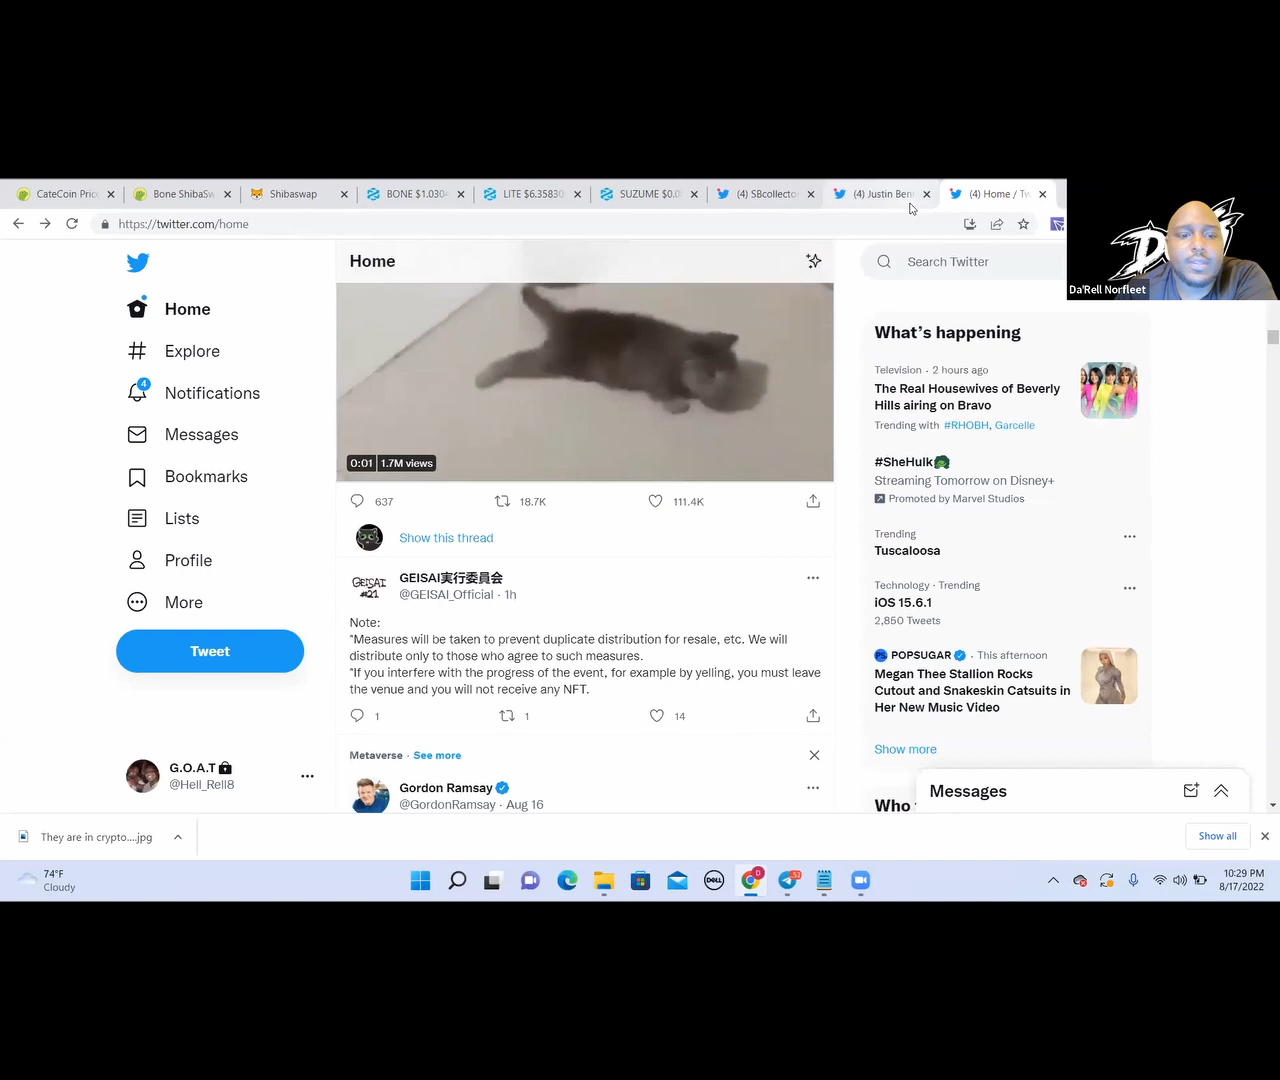 CateCoin Pric
Bone ShibaSw
Shibaswap
BONE $1.0304
LITE $6.35830
SUZUME $0.0
(4) SBcollecto
(4) Justin Ben
(4) Home / Tw
https://twitter.com/home
Home
Explore
4
Notifications
Messages
Bookmarks
Lists
Profile
More
Tweet
G.O.A.T
@Hell_Rell8
Home
0:01
1.7M views
637
18.7K
111.4K
Show this thread
GEISAI
#21
GEISAI実行委員会
@GEISAI_Official · 1h
Note:
"Measures will be taken to prevent duplicate distribution for resale, etc. We will
distribute only to those who agree to such measures.
"If you interfere with the progress of the event, for example by yelling, you must leave
the venue and you will not receive any NFT.
1
1
14
Metaverse · See more
Gordon Ramsay
@GordonRamsay · Aug 16
Search Twitter
Da'Rell Norfleet
What's happening
Television · 2 hours ago
The Real Housewives of Beverly
Hills airing on Bravo
Trending with #RHOBH, Garcelle
#SheHulk
Streaming Tomorrow on Disney+
Promoted by Marvel Studios
Trending
Tuscaloosa
Technology · Trending
iOS 15.6.1
2,850 Tweets
POPSUGAR · This afternoon
Megan Thee Stallion Rocks
Cutout and Snakeskin Catsuits in
Her New Music Video
Show more
Who
Messages
They are in crypto....jpg
Show all
74°F
Cloudy
DELL
D
10:29 PM
8/17/2022